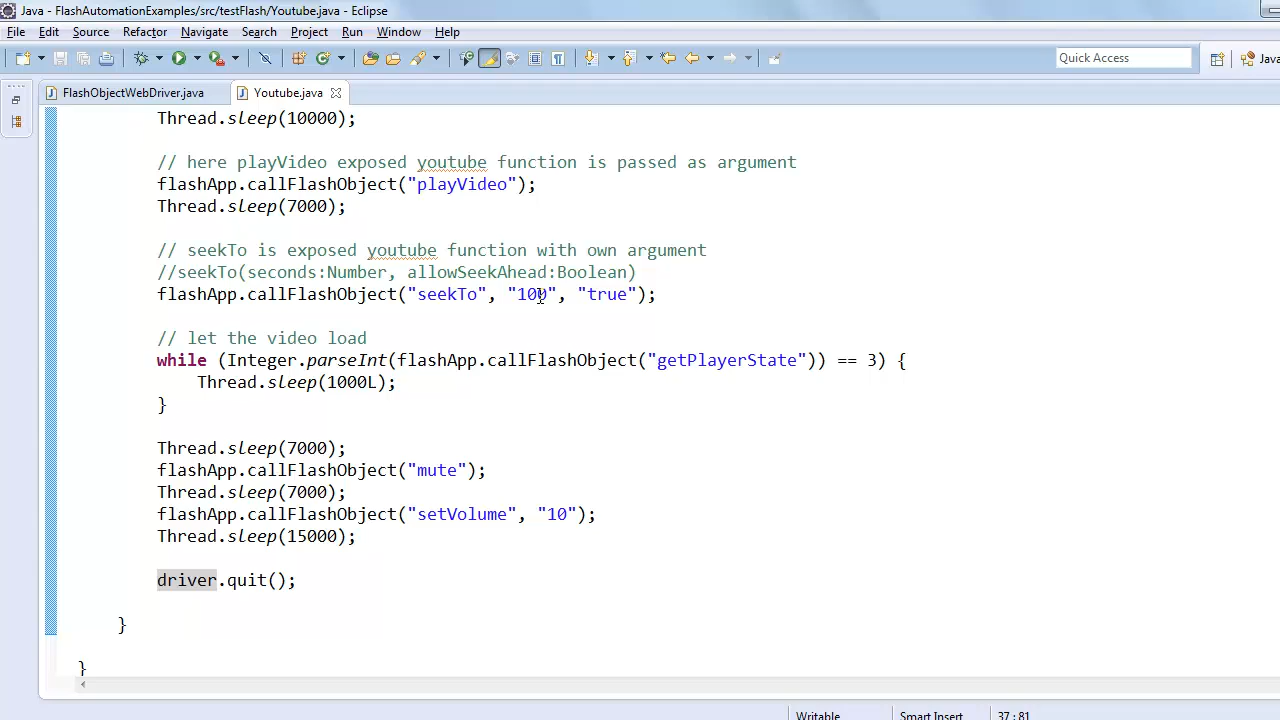 Java - FlashAutomationExamples/src/testFlash/Youtube.java - Eclipse
File Edit Source Refactor Navigate Search Project Run Window Help
Quick Access
Java
FlashObjectWebDriver.java Youtube.java
Thread.sleep(10000);
// here playVideo exposed youtube function is passed as argument
flashApp.callFlashObject("playVideo");
Thread.sleep(7000);
// seekTo is exposed youtube function with own argument
//seekTo(seconds:Number, allowSeekAhead:Boolean)
flashApp.callFlashObject("seekTo", "100", "true");
// let the video load
while (Integer.parseInt(flashApp.callFlashObject("getPlayerState")) == 3) {
Thread.sleep(1000L);
}
Thread.sleep(7000);
flashApp.callFlashObject("mute");
Thread.sleep(7000);
flashApp.callFlashObject("setVolume", "10");
Thread.sleep(15000);
driver.quit();
}
}
Writable Smart Insert 37 : 81